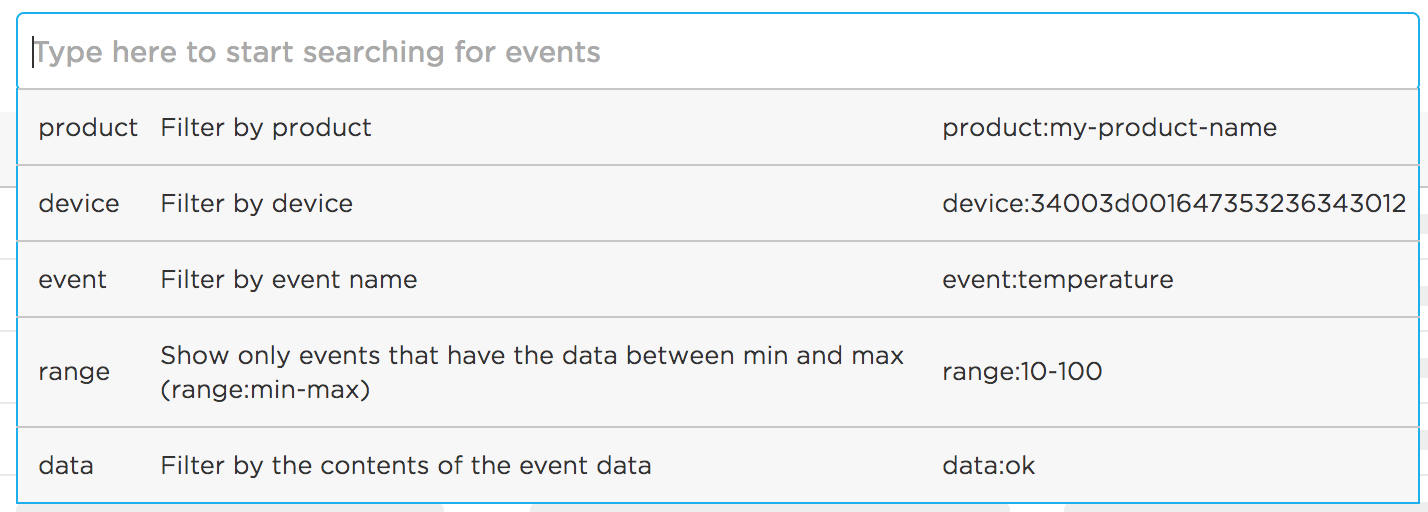 Type here to start searching for events
product Filter by product product:my-product-name
device Filter by device device:34003d001647353236343012
event Filter by event name event:temperature
range Show only events that have the data between min and max (range:min-max) range:10-100
data Filter by the contents of the event data data:ok